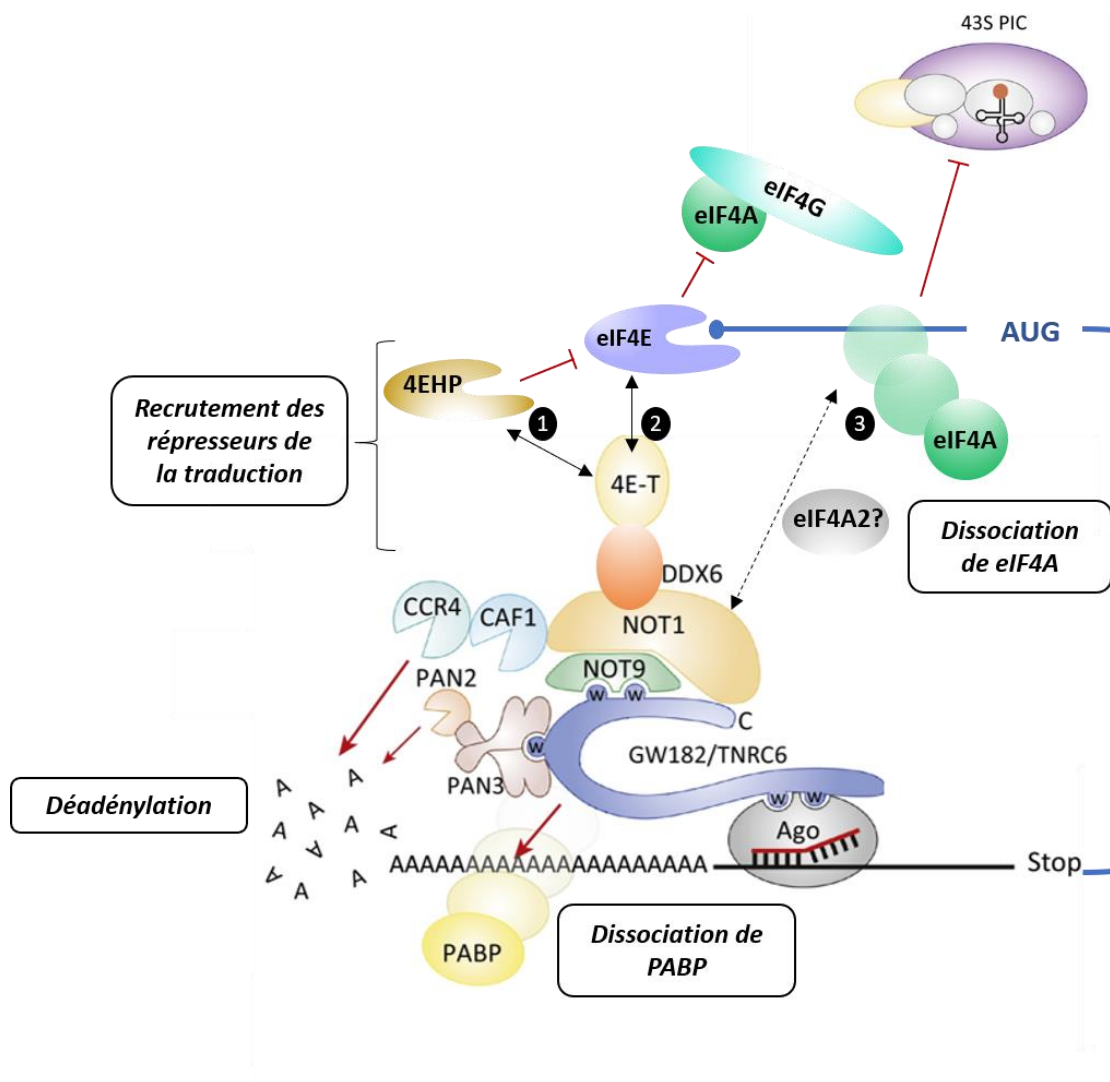 43S PIC
eIF4G
eIF4A
eIF4E
AUG
4EHP
Recrutement des
répresseurs de
la traduction
1
2
3
eIF4A
4E-T
eIF4A2?
Dissociation
de eIF4A
DDX6
CCR4
CAF1
NOT1
NOT9
PAN2
W W
C
W
GW182/TNRC6
PAN3
W W
Déadénylation
A
A
A
A
A
A
A
A
A
A
Ago
AAAAAAAAAAAAAAAAAAAAA
Stop
PABP
Dissociation de
PABP